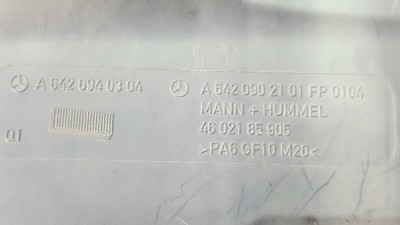 A 642 094 03 04
Q1
A 642 090 21 01 FP 0104
MANN + HUMMEL
46 021 85 905
>PA6 GF10 M20<